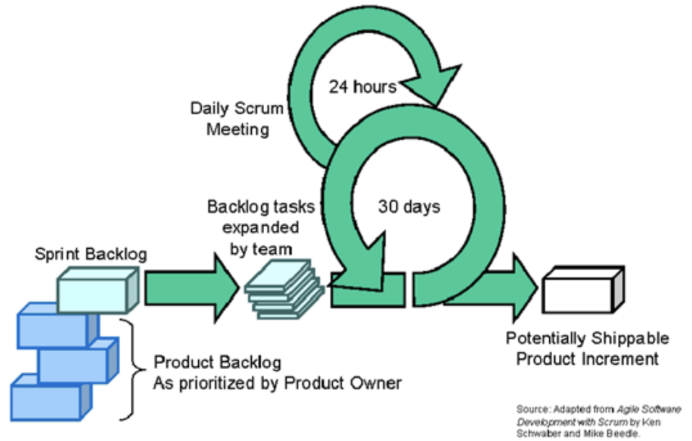 24 hours
Daily Scrum
Meeting
Backlog tasks
expanded
by team
30 days
Sprint Backlog
Potentially Shippable
Product Increment
Product Backlog
As prioritized by Product Owner
Source: Adapted from Agile Software
Development with Scrum by Ken
Schwaber and Mike Beedle.